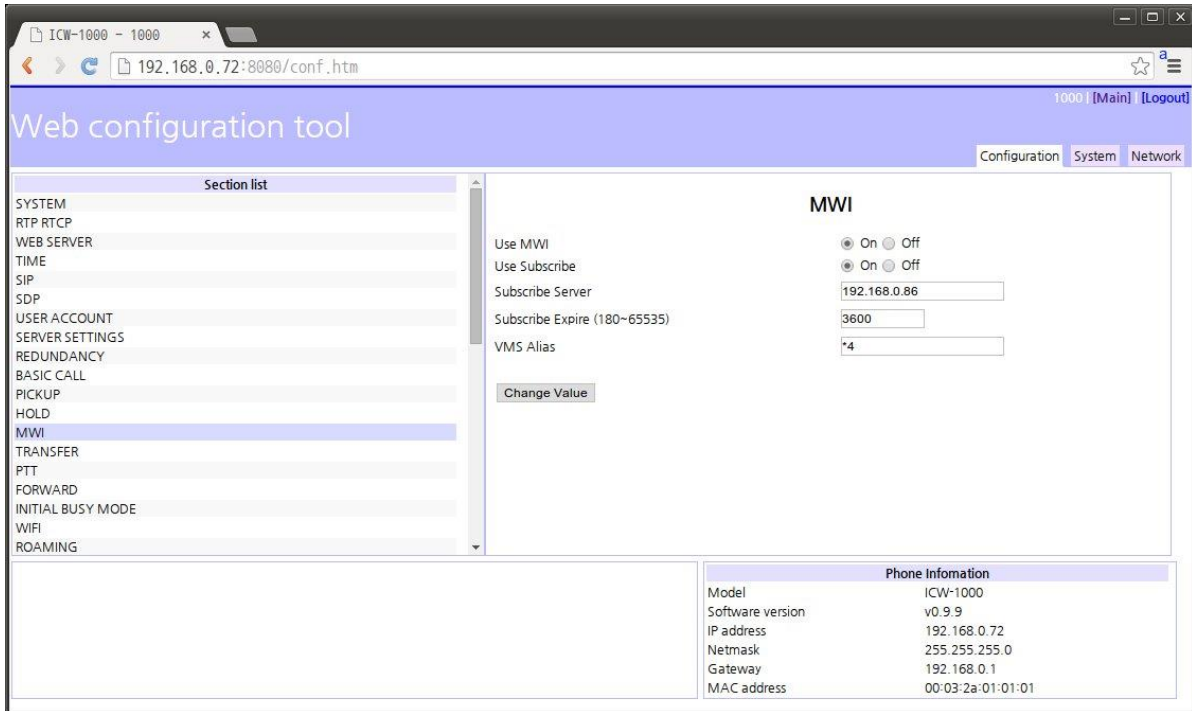 ICW-1000 - 1000
192.168.0.72:8080/conf.htm
a
1000 | [Main] | [Logout]
Web configuration tool
Configuration System Network
Section list
SYSTEM
RTP RTCP
WEB SERVER
TIME
SIP
SDP
USER ACCOUNT
SERVER SETTINGS
REDUNDANCY
BASIC CALL
PICKUP
HOLD
MWI
TRANSFER
PTT
FORWARD
INITIAL BUSY MODE
WIFI
ROAMING
MWI
Use MWI On Off
Use Subscribe On Off
Subscribe Server 192.168.0.86
Subscribe Expire (180~65535) 3600
VMS Alias *4
Change Value
Phone Infomation
Model ICW-1000
Software version v0.9.9
IP address 192.168.0.72
Netmask 255.255.255.0
Gateway 192.168.0.1
MAC address 00:03:2a:01:01:01